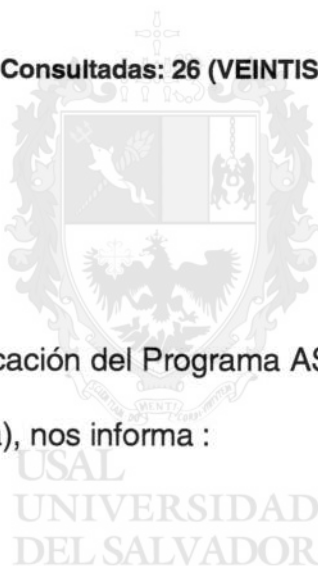 Consultadas: 26 (VEINTIS
cación del Programa AS
), nos informa :
USAL
UNIVERSIDAD
DEL SALVADOR